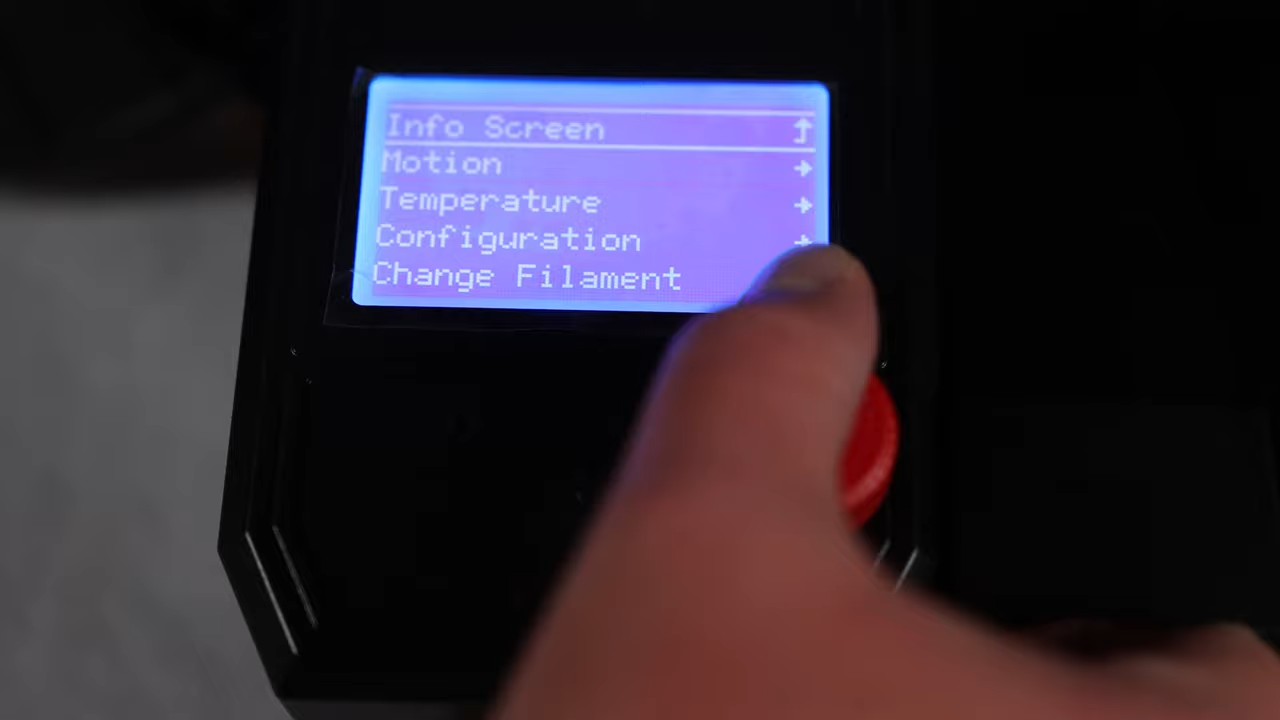 Info Screen
Motion
Temperature
Configuration
Change Filament